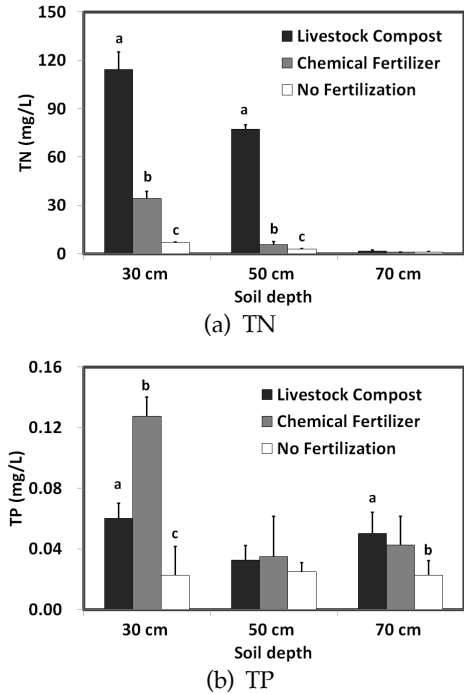 150
120
90
60
30
0
TN (mg/L)
Livestock Compost
Chemical Fertilizer
No Fertilization
a
b
c
a
b
c
30 cm 50 cm 70 cm
Soil depth
(a) TN
0.16
0.12
0.08
0.04
0.00
TP (mg/L)
Livestock Compost
Chemical Fertilizer
No Fertilization
a
b
c
a
b
30 cm 50 cm 70 cm
Soil depth
(b) TP